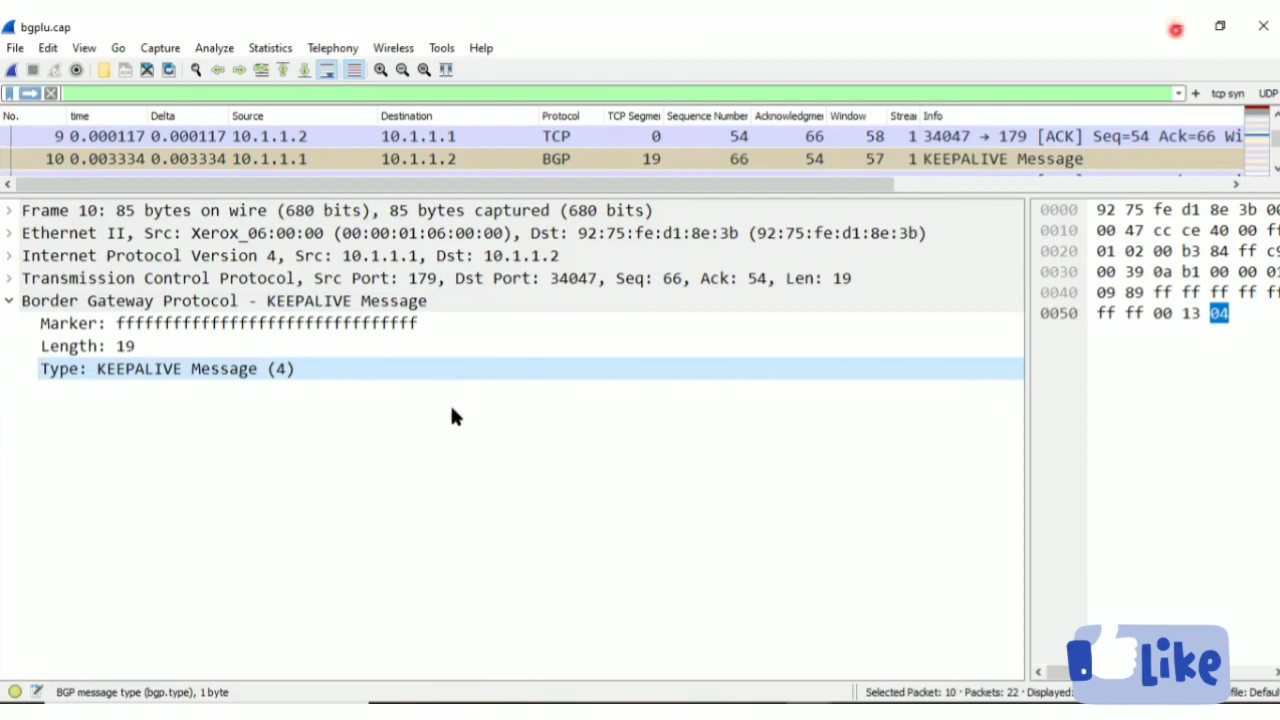 bgplu.cap
File Edit View Go Capture Analyze Statistics Telephony Wireless Tools Help
+ tcp syn UDP
No. time Delta Source Destination Protocol TCP Segmer Sequence Number Acknowledgmer Window Strear Info
9 0.000117 0.000117 10.1.1.2 10.1.1.1 TCP 0 54 66 58 1 34047 → 179 [ACK] Seq=54 Ack=66 Wi
10 0.003334 0.003334 10.1.1.1 10.1.1.2 BGP 19 66 54 57 1 KEEPALIVE Message
Frame 10: 85 bytes on wire (680 bits), 85 bytes captured (680 bits)
Ethernet II, Src: Xerox_06:00:00 (00:00:01:06:00:00), Dst: 92:75:fe:d1:8e:3b (92:75:fe:d1:8e:3b)
Internet Protocol Version 4, Src: 10.1.1.1, Dst: 10.1.1.2
Transmission Control Protocol, Src Port: 179, Dst Port: 34047, Seq: 66, Ack: 54, Len: 19
Border Gateway Protocol - KEEPALIVE Message
Marker: ffffffffffffffffffffffffffffffff
Length: 19
Type: KEEPALIVE Message (4)
0000 92 75 fe d1 8e 3b 00
0010 00 47 cc ce 40 00 ff
0020 01 02 00 b3 84 ff c9
0030 00 39 0a b1 00 00 01
0040 09 89 ff ff ff ff ff
0050 ff ff 00 13 04
Like
BGP message type (bgp.type), 1 byte
Selected Packet: 10 · Packets: 22 · Displayed: file: Defaul